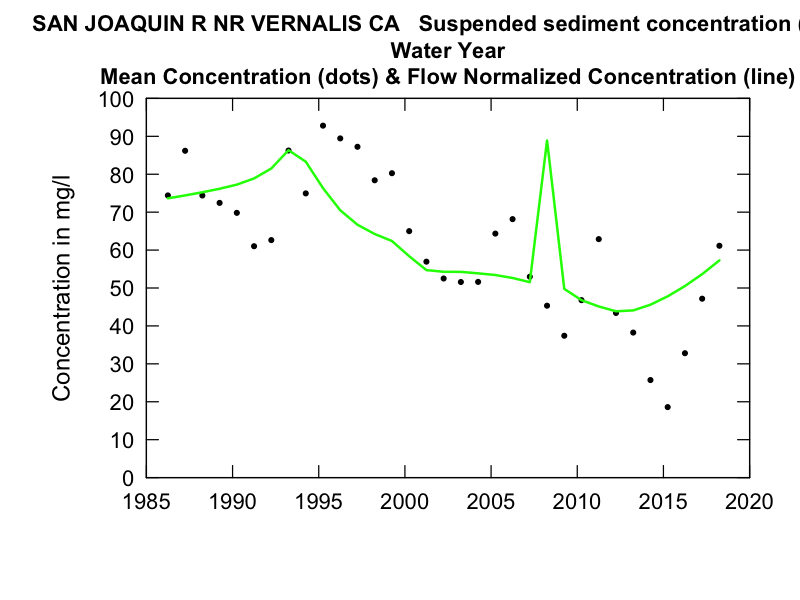 SAN JOAQUIN R NR VERNALIS CA   Suspended sediment concentration (
Water Year
Mean Concentration (dots) & Flow Normalized Concentration (line)
100
90
80
70
60
50
40
30
20
10
0
Concentration in mg/l
1985 1990 1995 2000 2005 2010 2015 2020